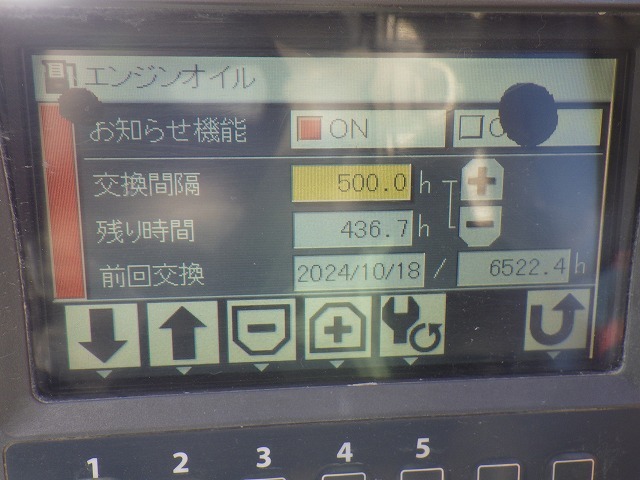 エンジンオイル
お知らせ機能 ON
交換間隔 500.0 h
残り時間 436.7 h
前回交換 2024/10/18 / 6522.4 h
1 2 3 4 5